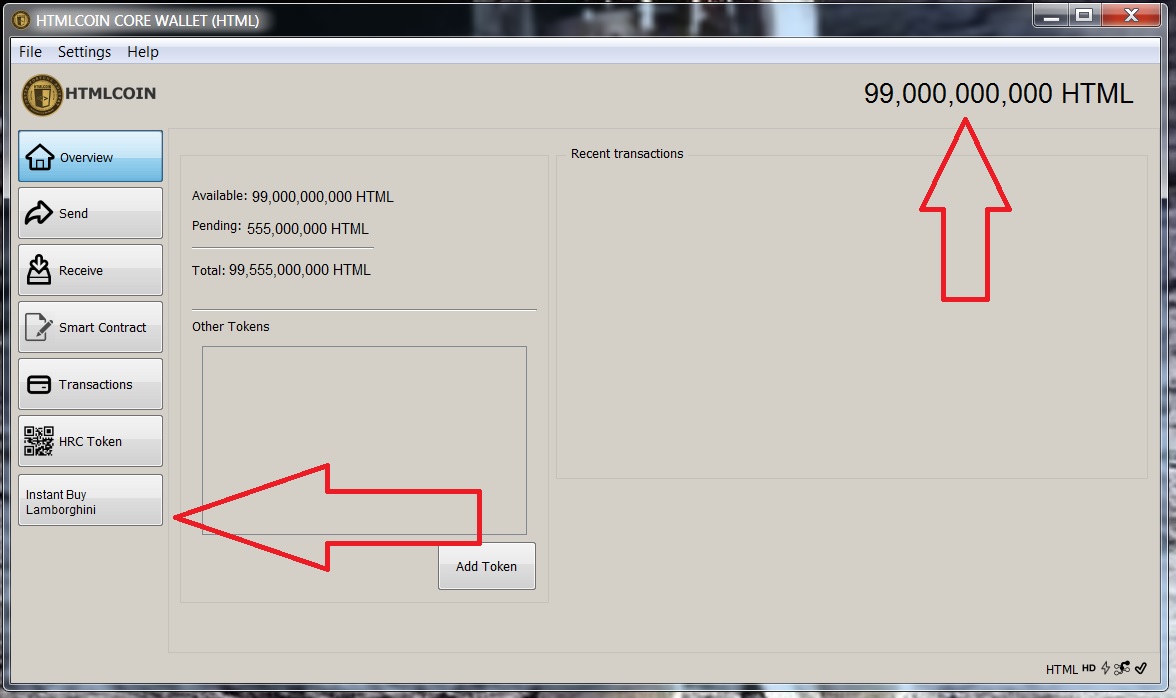 HTMLCOIN CORE WALLET (HTML)
File Settings Help
HTMLCOIN
99,000,000,000 HTML
Overview
Send
Receive
Smart Contract
Transactions
HRC Token
Instant Buy
Lamborghini
Available: 99,000,000,000 HTML
Pending: 555,000,000 HTML
Total: 99,555,000,000 HTML
Other Tokens
Add Token
Recent transactions
HTML HD